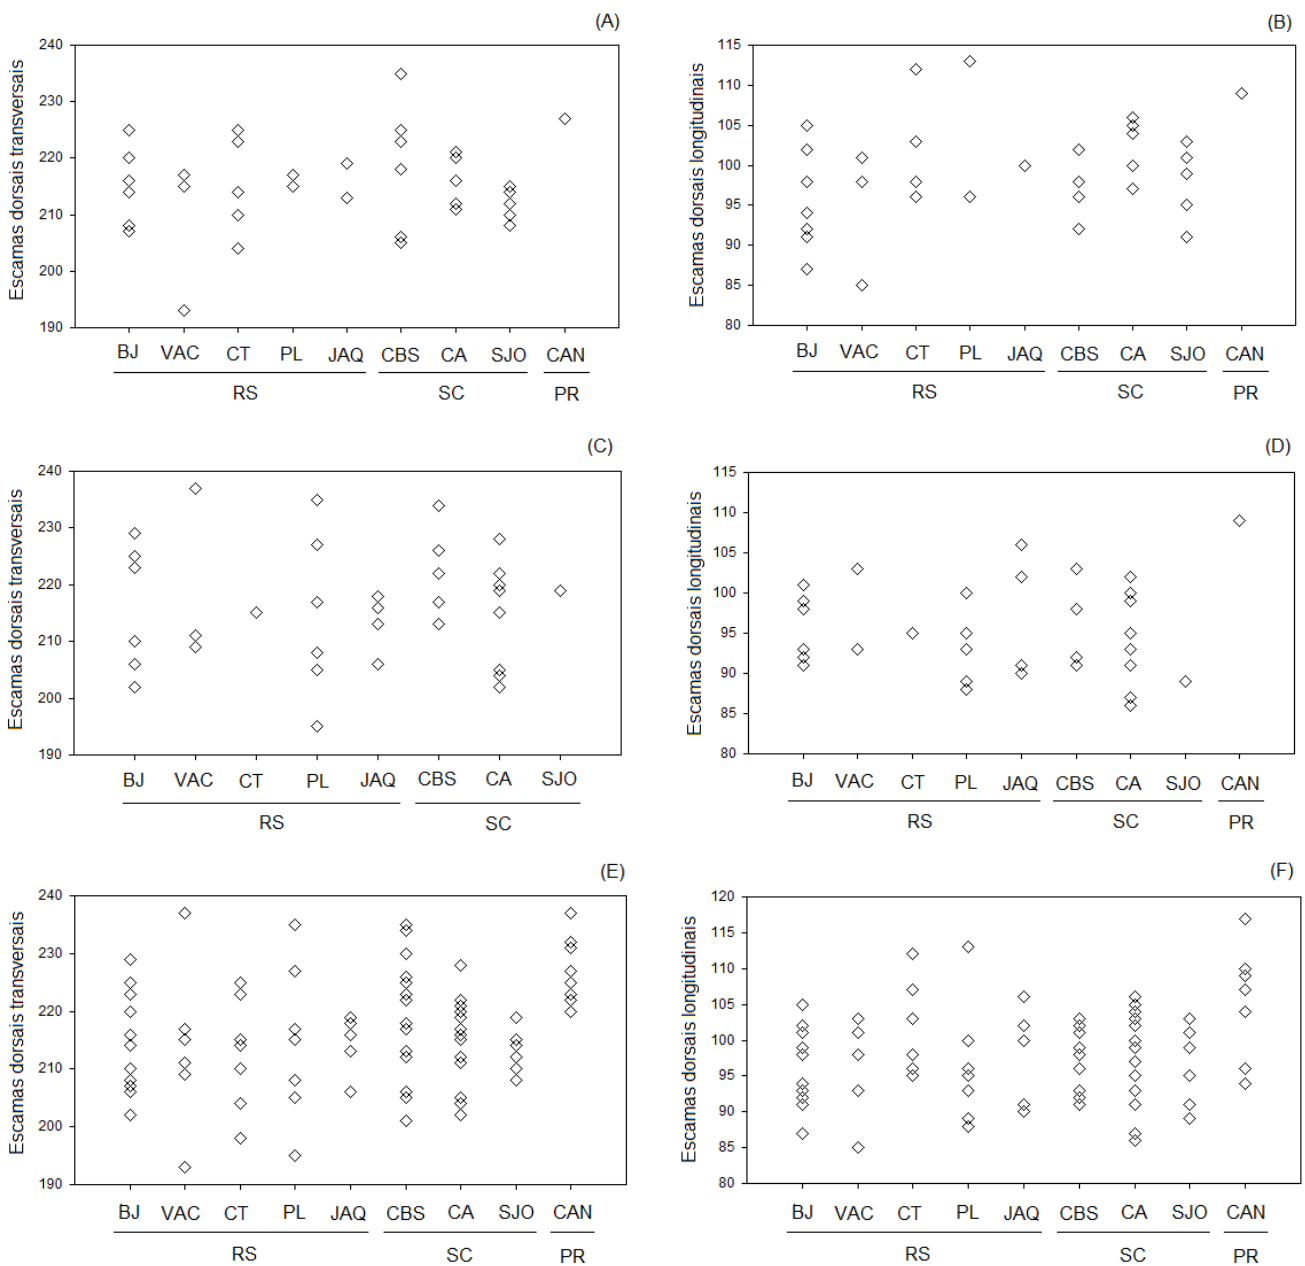 (A)
Escamas dorsais transversais
240
230
220
210
200
190
BJ VAC CT PL JAQ CBS CA SJO CAN
RS SC PR
(B)
Escamas dorsais longitudinais
115
110
105
100
95
90
85
80
BJ VAC CT PL JAQ CBS CA SJO CAN
RS SC PR
(C)
Escamas dorsais transversais
240
230
220
210
200
190
BJ VAC CT PL JAQ CBS CA SJO
RS SC
(D)
Escamas dorsais longitudinais
115
110
105
100
95
90
85
80
BJ VAC CT PL JAQ CBS CA SJO CAN
RS SC PR
(E)
Escamas dorsais transversais
240
230
220
210
200
190
BJ VAC CT PL JAQ CBS CA SJO CAN
RS SC PR
(F)
Escamas dorsais longitudinais
120
115
110
105
100
95
90
85
80
BJ VAC CT PL JAQ CBS CA SJO CAN
RS SC PR